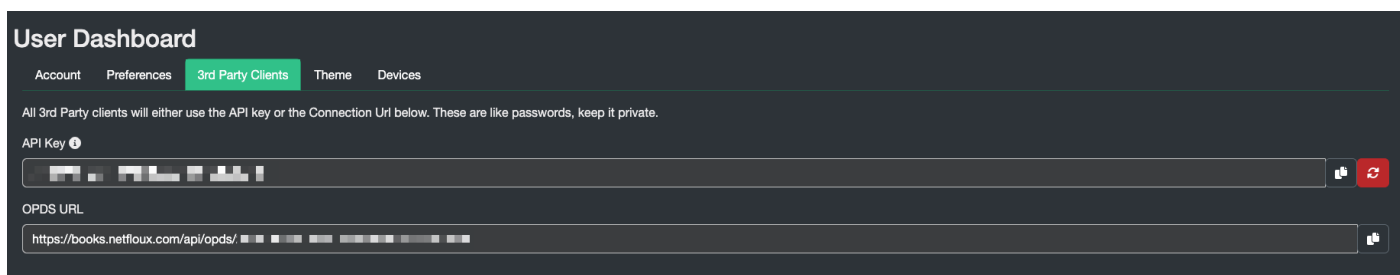 User Dashboard
Account Preferences 3rd Party Clients Theme Devices
All 3rd Party clients will either use the API key or the Connection Url below. These are like passwords, keep it private.
API Key
OPDS URL
https://books.netfloux.com/api/opds/